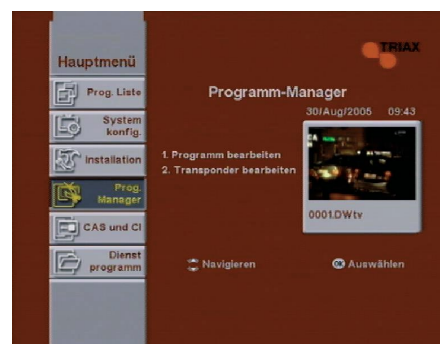 Hauptmenü
Prog. Liste
System
konfig.
Installation
Prog.
Manager
CAS und CI
Dienst
programm
TRIAX
Programm-Manager
30/Aug/2005 09:43
1. Programm bearbeiten
2. Transponder bearbeiten
0001.DWtv
Navigieren
OK Auswählen